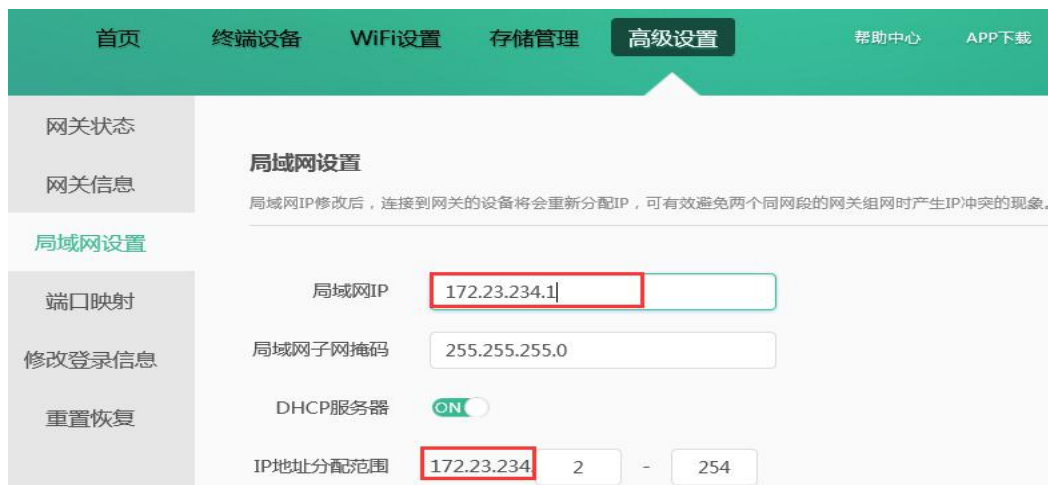 首页 终端设备 WiFi设置 存储管理 高级设置 帮助中心 APP下载
网关状态
网关信息
局域网设置
端口映射
修改登录信息
重置恢复
局域网设置
局域网IP修改后，连接到网关的设备将会重新分配IP，可有效避免两个同网段的网关组网时产生IP冲突的现象。
局域网IP 172.23.234.1
局域网子网掩码 255.255.255.0
DHCP服务器 ON
IP地址分配范围 172.23.234. 2 - 254